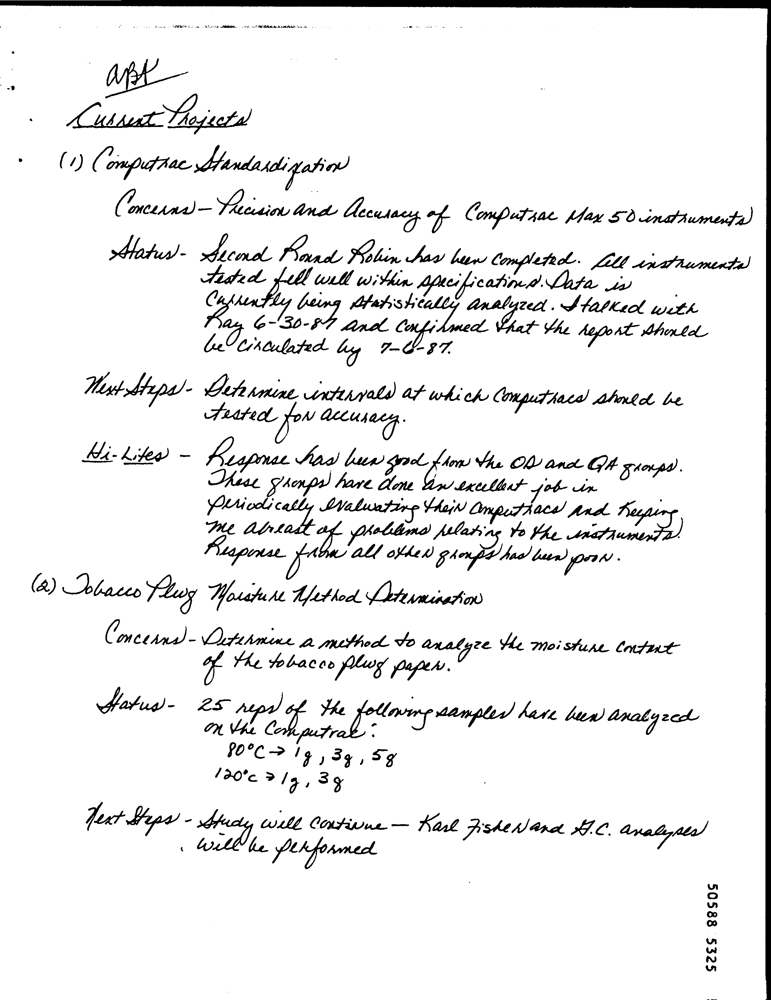 ABK
Current Projects
(1) Computrac Standardization
Concerns - Precision and Accuracy of Computrac Max 50 instruments
Status - Second Round Robin has been completed. All instruments
tested fell well within specifications. Data is
currently being statistically analyzed. I talked with
Ray 6-30-87 and confirmed that the report should
be circulated by 7-6-87.
Next Steps - Determine intervals at which Computracs should be
tested for accuracy.
Hi-Lites - Response has been good from the OS and QA groups.
These groups have done an excellent job in
periodically evaluating their Computracs and keeping
me abreast of problems relating to the instruments.
Response from all other groups has been poor.
(2) Tobacco Plug Moisture Method Determination
Concerns - Determine a method to analyze the moisture content
of the tobacco plug paper.
Status - 25 reps of the following samples have been analyzed
on the Computrac:
80°C → 1g, 3g, 5g
120°C → 1g, 3g
Next Steps - Study will continue — Karl Fisher and G.C. analyses
will be performed
50588 5325